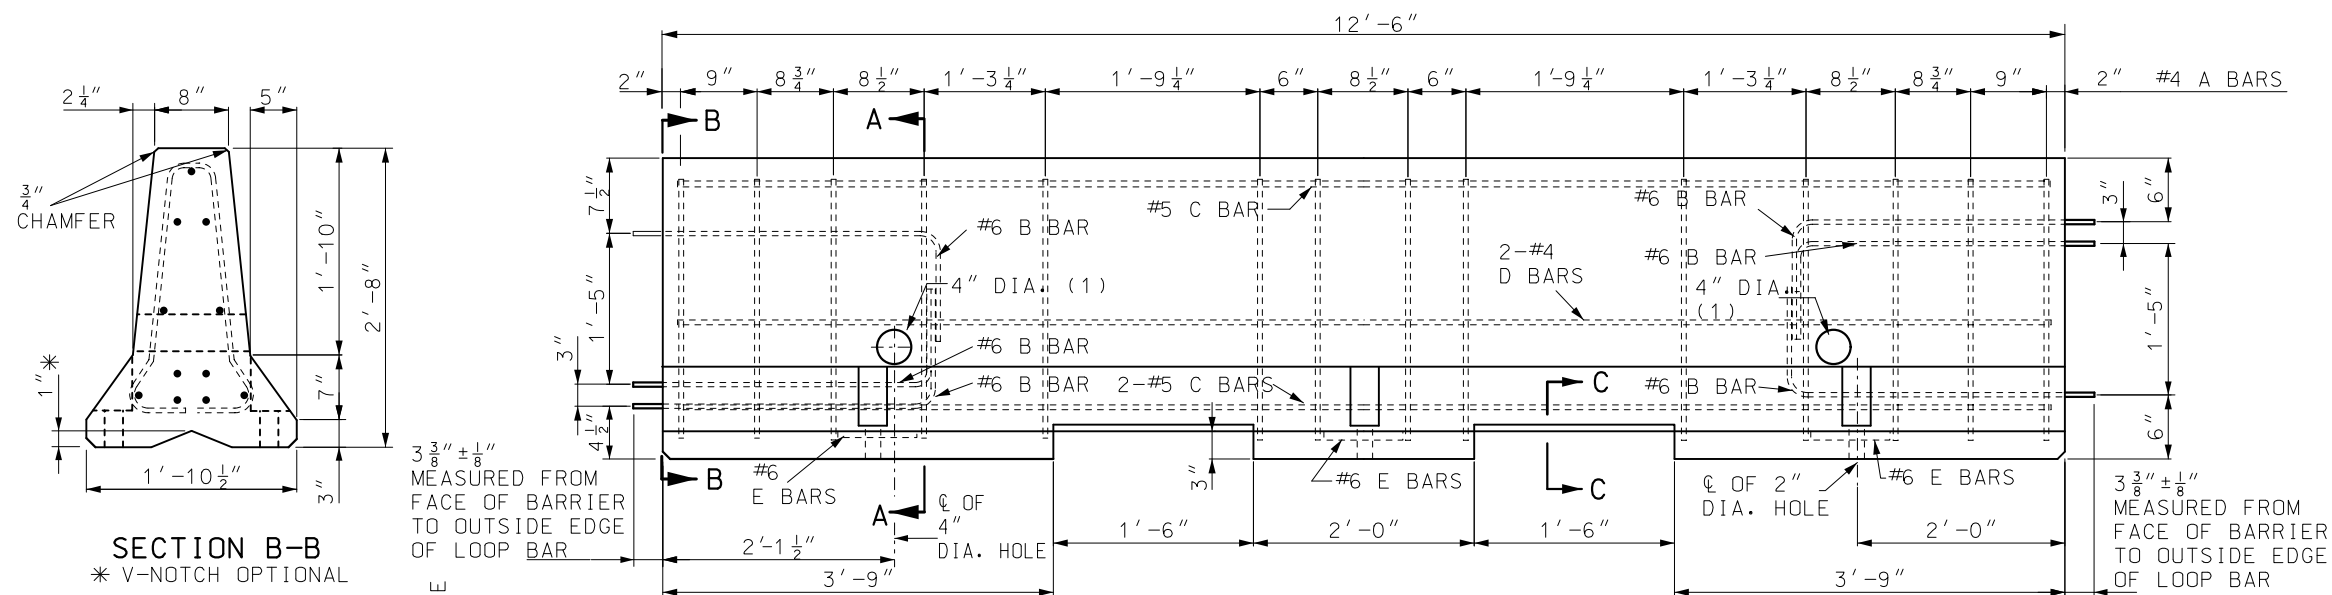 12'-6"
2" 9" 8 3/4" 8 1/2" 1'-3 1/4" 1'-9 1/4" 6" 8 1/2" 6" 1'-9 1/4" 1'-3 1/4" 8 1/2" 8 3/4" 9" 2" #4 A BARS
2 1/4" 8" 5"
B A
3/4"
CHAMFER
1'-10"
2'-8"
1" *
7"
3"
1'-10 1/2"
SECTION B-B
* V-NOTCH OPTIONAL
7 1/2"
1'-5"
3"
4 1/2"
#5 C BAR
#6 B BAR
#6 B BAR
#6 B BAR
2-#4
D BARS
4" DIA. (1)
4" DIA.
(1)
#6 B BAR
#6 B BAR
2-#5 C BARS
#6 B BAR
6"
3"
1'-5"
6"
C
C
3"
#6
E BARS
#6 E BARS
#6 E BARS
B
A
℄ OF
4"
DIA. HOLE
℄ OF 2"
DIA. HOLE
3 3/8" ± 1/8"
MEASURED FROM
FACE OF BARRIER
TO OUTSIDE EDGE
OF LOOP BAR
3 3/8" ± 1/8"
MEASURED FROM
FACE OF BARRIER
TO OUTSIDE EDGE
OF LOOP BAR
2'-1 1/2"
1'-6" 2'-0" 1'-6" 2'-0"
3'-9" 3'-9"
E